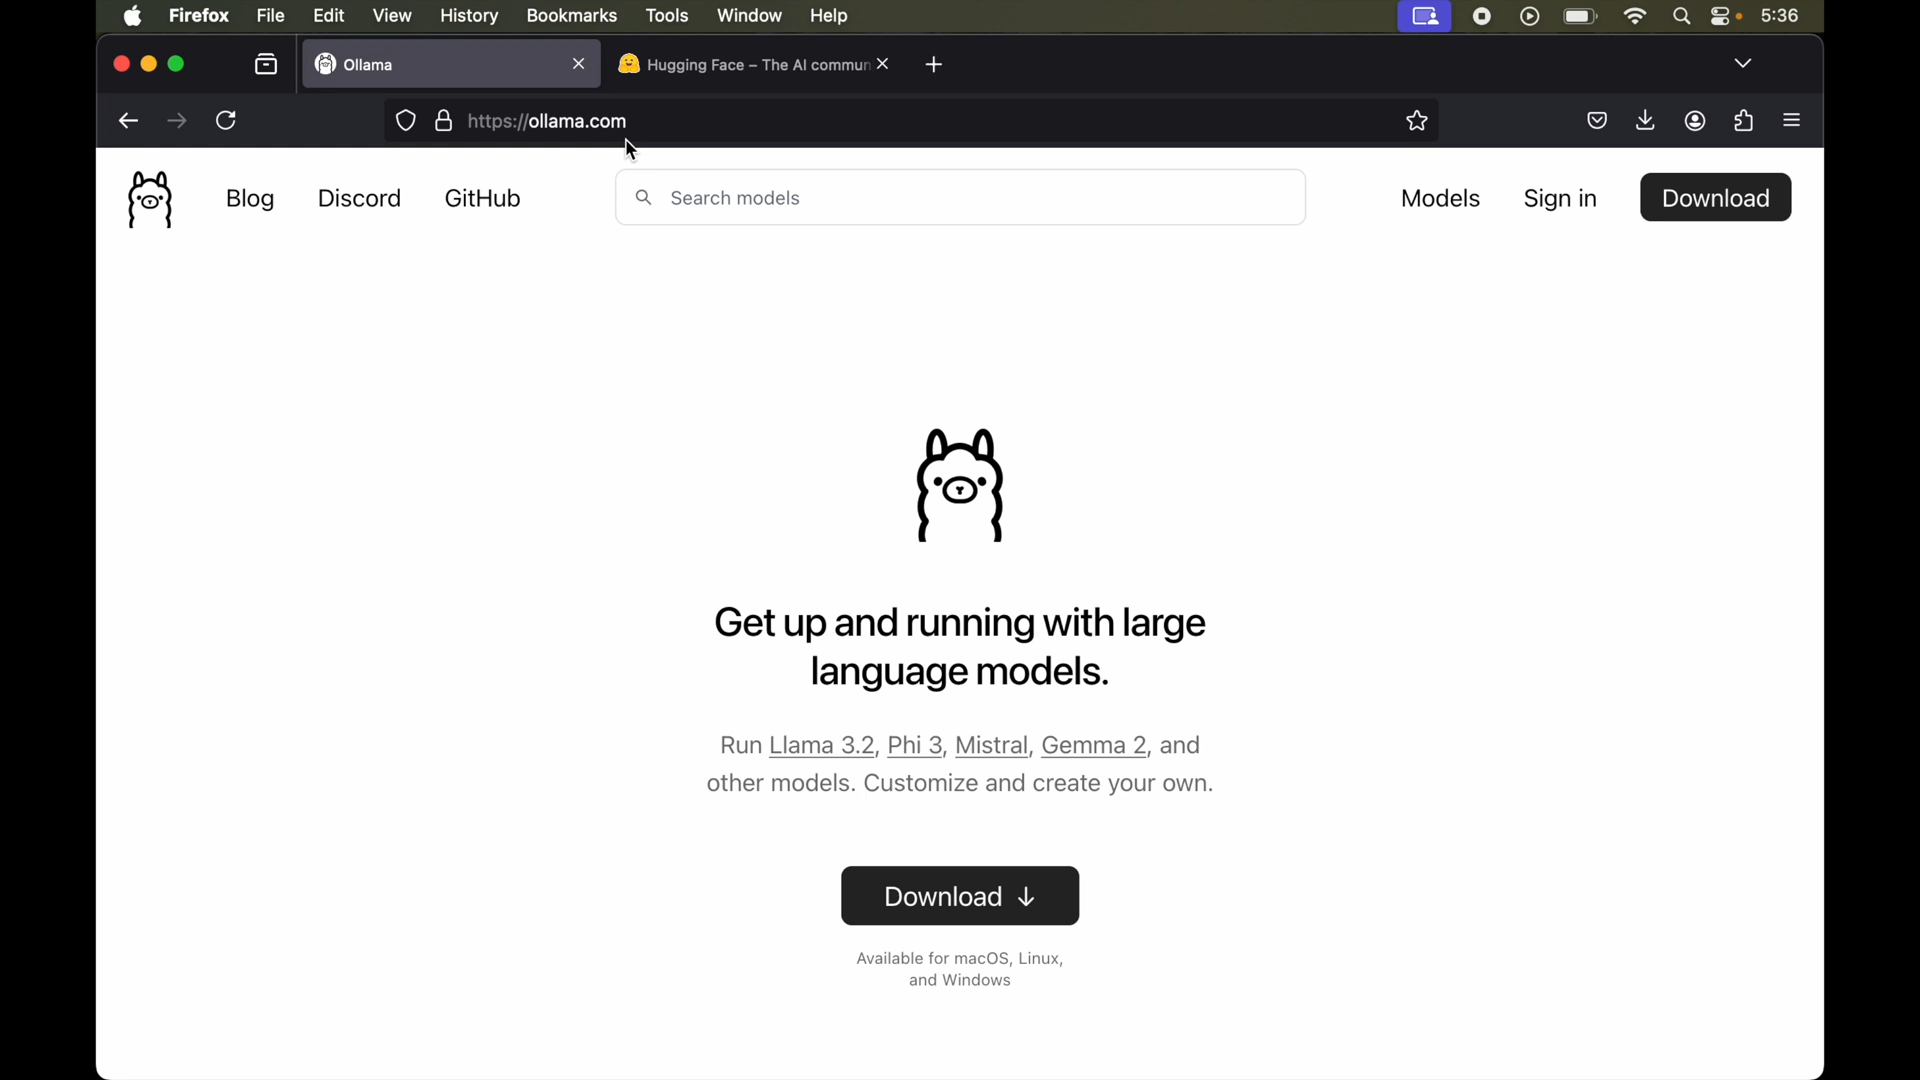 Firefox File Edit View History Bookmarks Tools Window Help 5:36
Ollama Hugging Face – The AI commun
https://ollama.com
Blog Discord GitHub Search models Models Sign in Download
Get up and running with large
language models.
Run Llama 3.2, Phi 3, Mistral, Gemma 2, and
other models. Customize and create your own.
Download ↓
Available for macOS, Linux,
and Windows